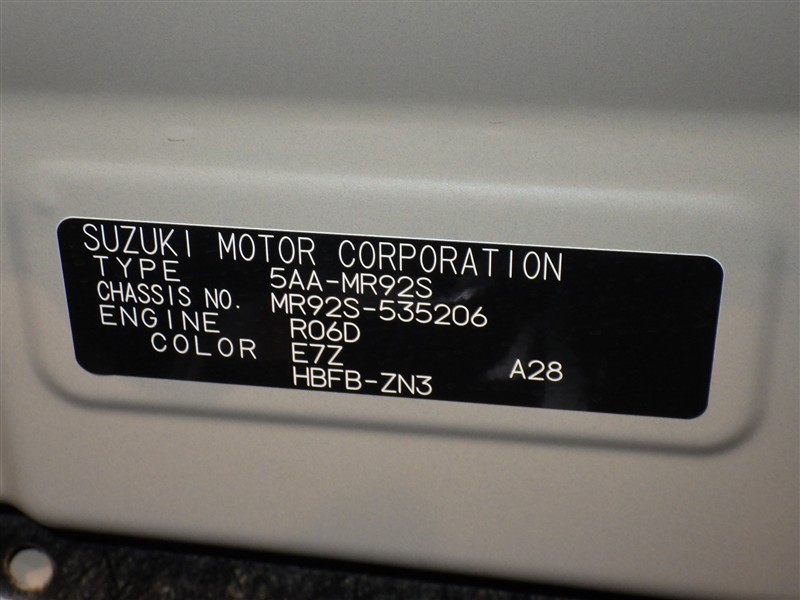 SUZUKI MOTOR CORPORATION
TYPE 5AA-MR92S
CHASSIS NO. MR92S-535206
ENGINE R06D
COLOR E7Z
HBFB-ZN3 A28